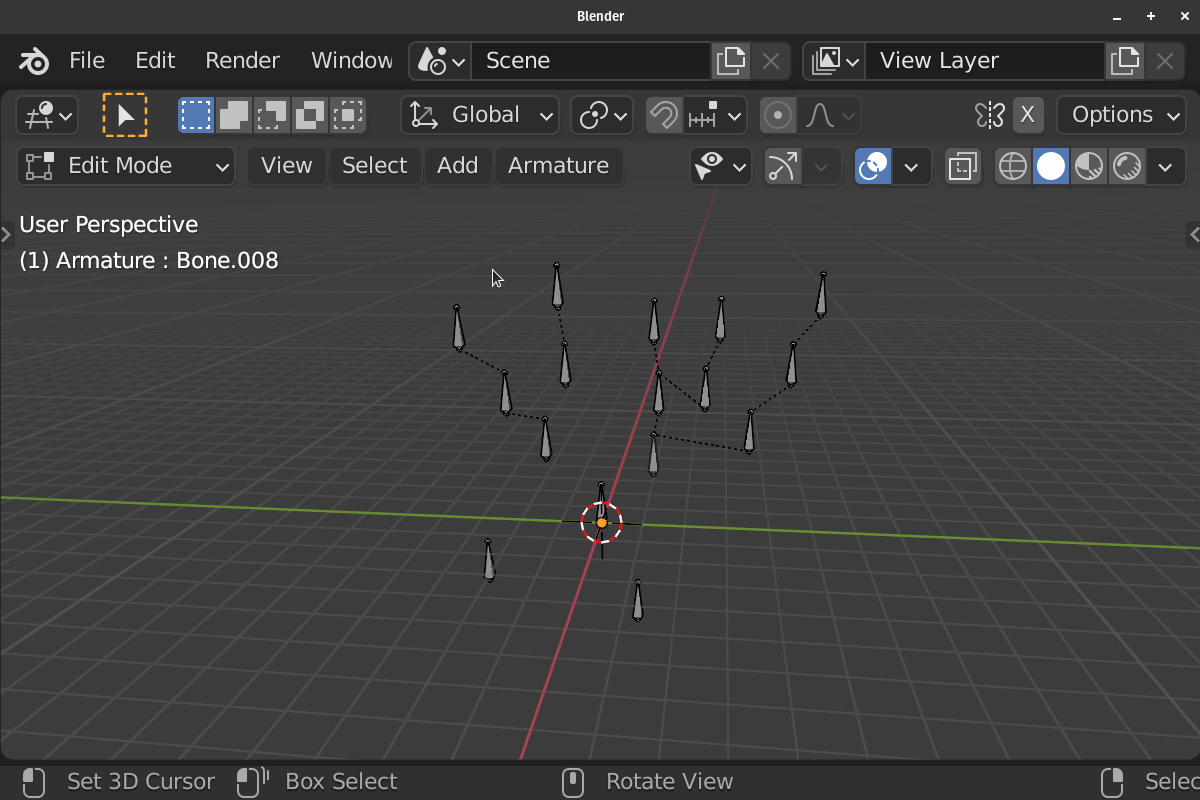 Blender
File Edit Render Window Scene View Layer
Global X Options
Edit Mode View Select Add Armature
User Perspective
(1) Armature : Bone.008
Set 3D Cursor Box Select Rotate View Selec